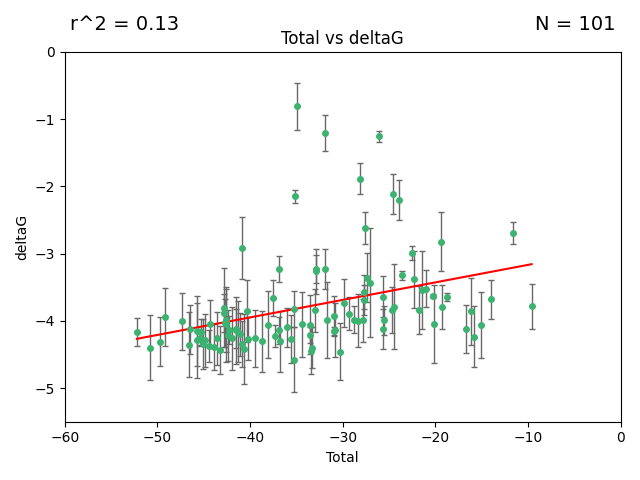 r^2 = 0.13
N = 101
Total vs deltaG
0
−1
−2
−3
−4
−5
deltaG
−60 −50 −40 −30 −20 −10 0
Total